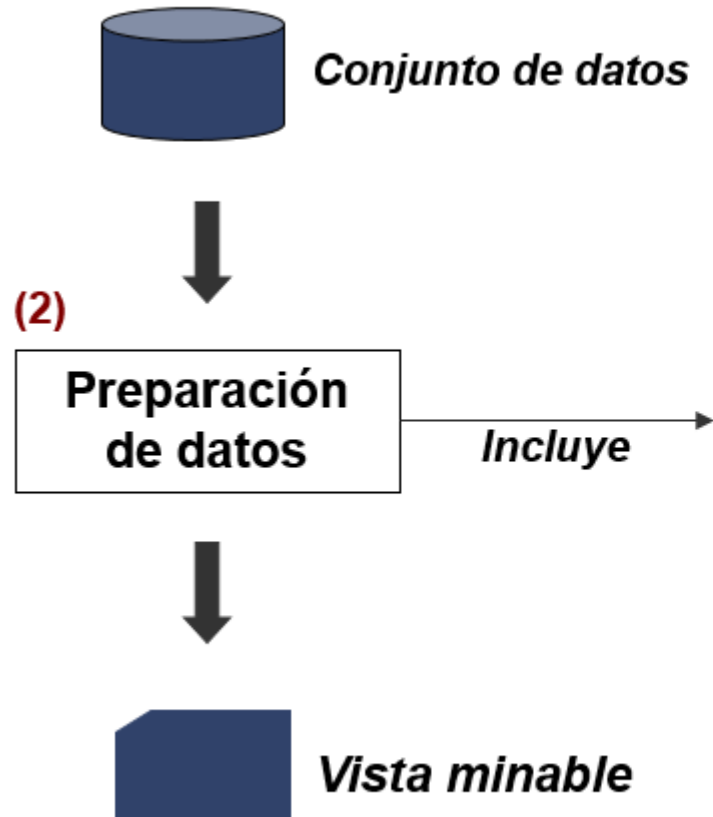 Conjunto de datos
(2)
Preparación
de datos
Incluye
Vista minable